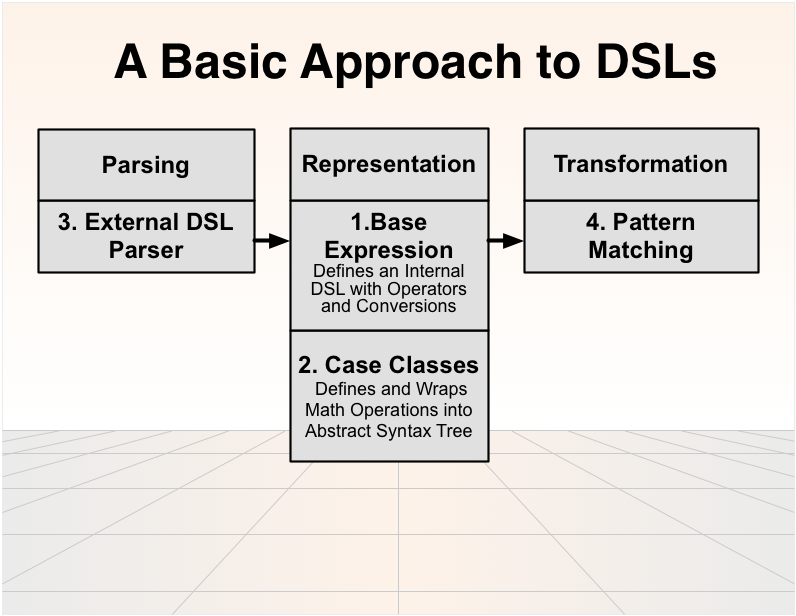 A Basic Approach to DSLs
Parsing
3. External DSL
Parser
Representation
1.Base
Expression
Defines an Internal
DSL with Operators
and Conversions
2. Case Classes
Defines and Wraps
Math Operations into
Abstract Syntax Tree
Transformation
4. Pattern
Matching